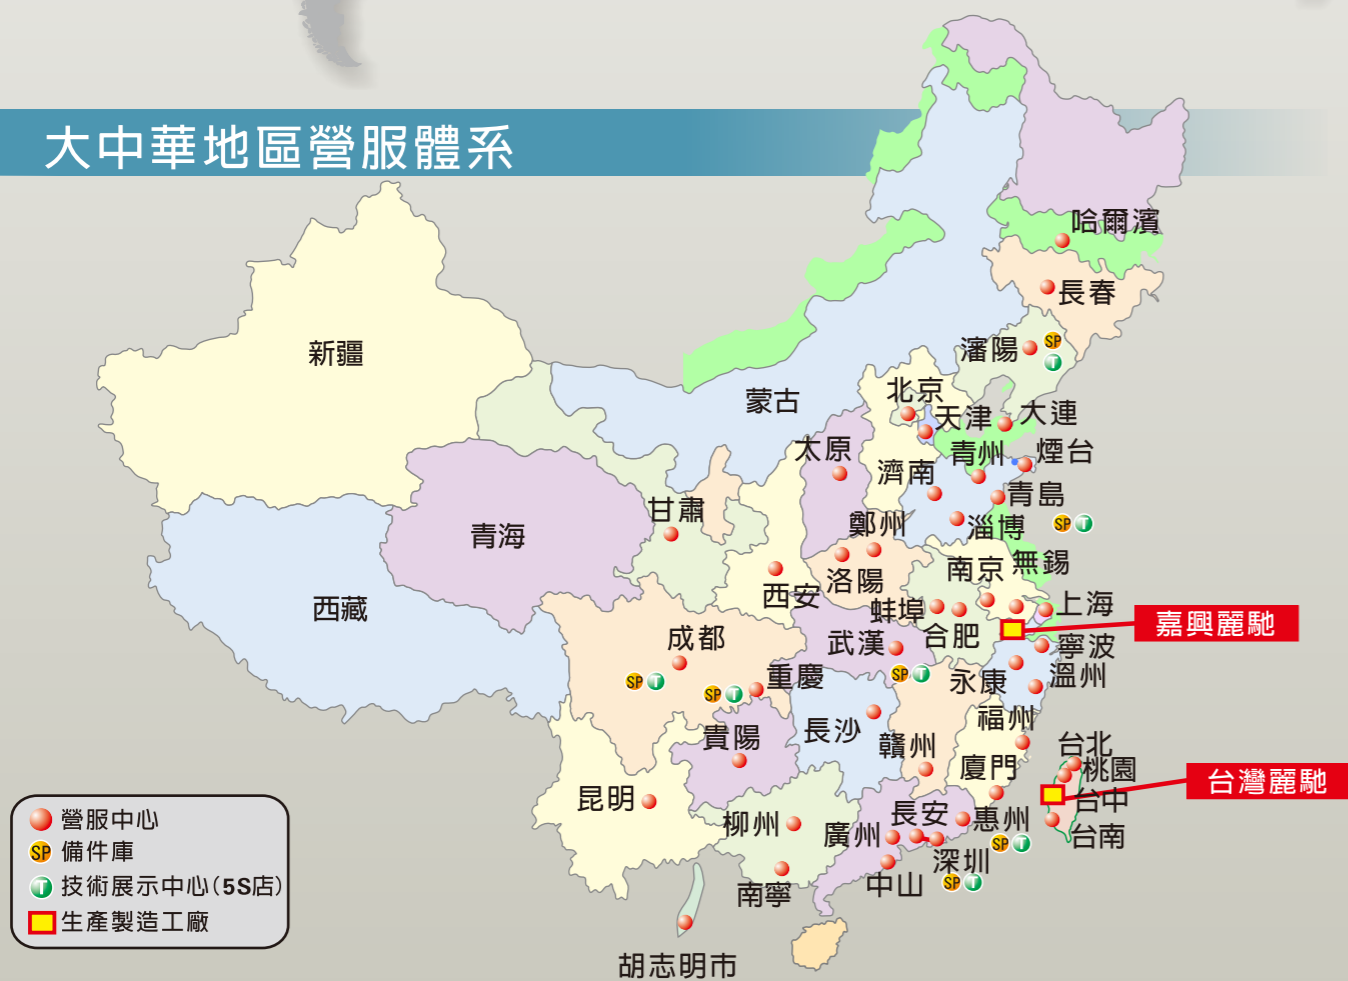 大中華地區營服體系
哈爾濱
長春
新疆
瀋陽
SP
T
蒙古
北京
天津
大連
太原
青州
煙台
濟南
青島
甘肅
鄭州
淄博
SP
T
青海
南京
無錫
西安
洛陽
西藏
蚌埠
上海
嘉興麗馳
成都
武漢
合肥
寧波
SP
T
SP
T
重慶
SP
T
永康
溫州
貴陽
長沙
贛州
福州
台北
廈門
桃園
台灣麗馳
昆明
台中
柳州
廣州
長安
惠州
台南
SP
T
深圳
中山
SP
T
南寧
胡志明市
營服中心
SP 備件庫
T 技術展示中心(5S店)
生產製造工廠